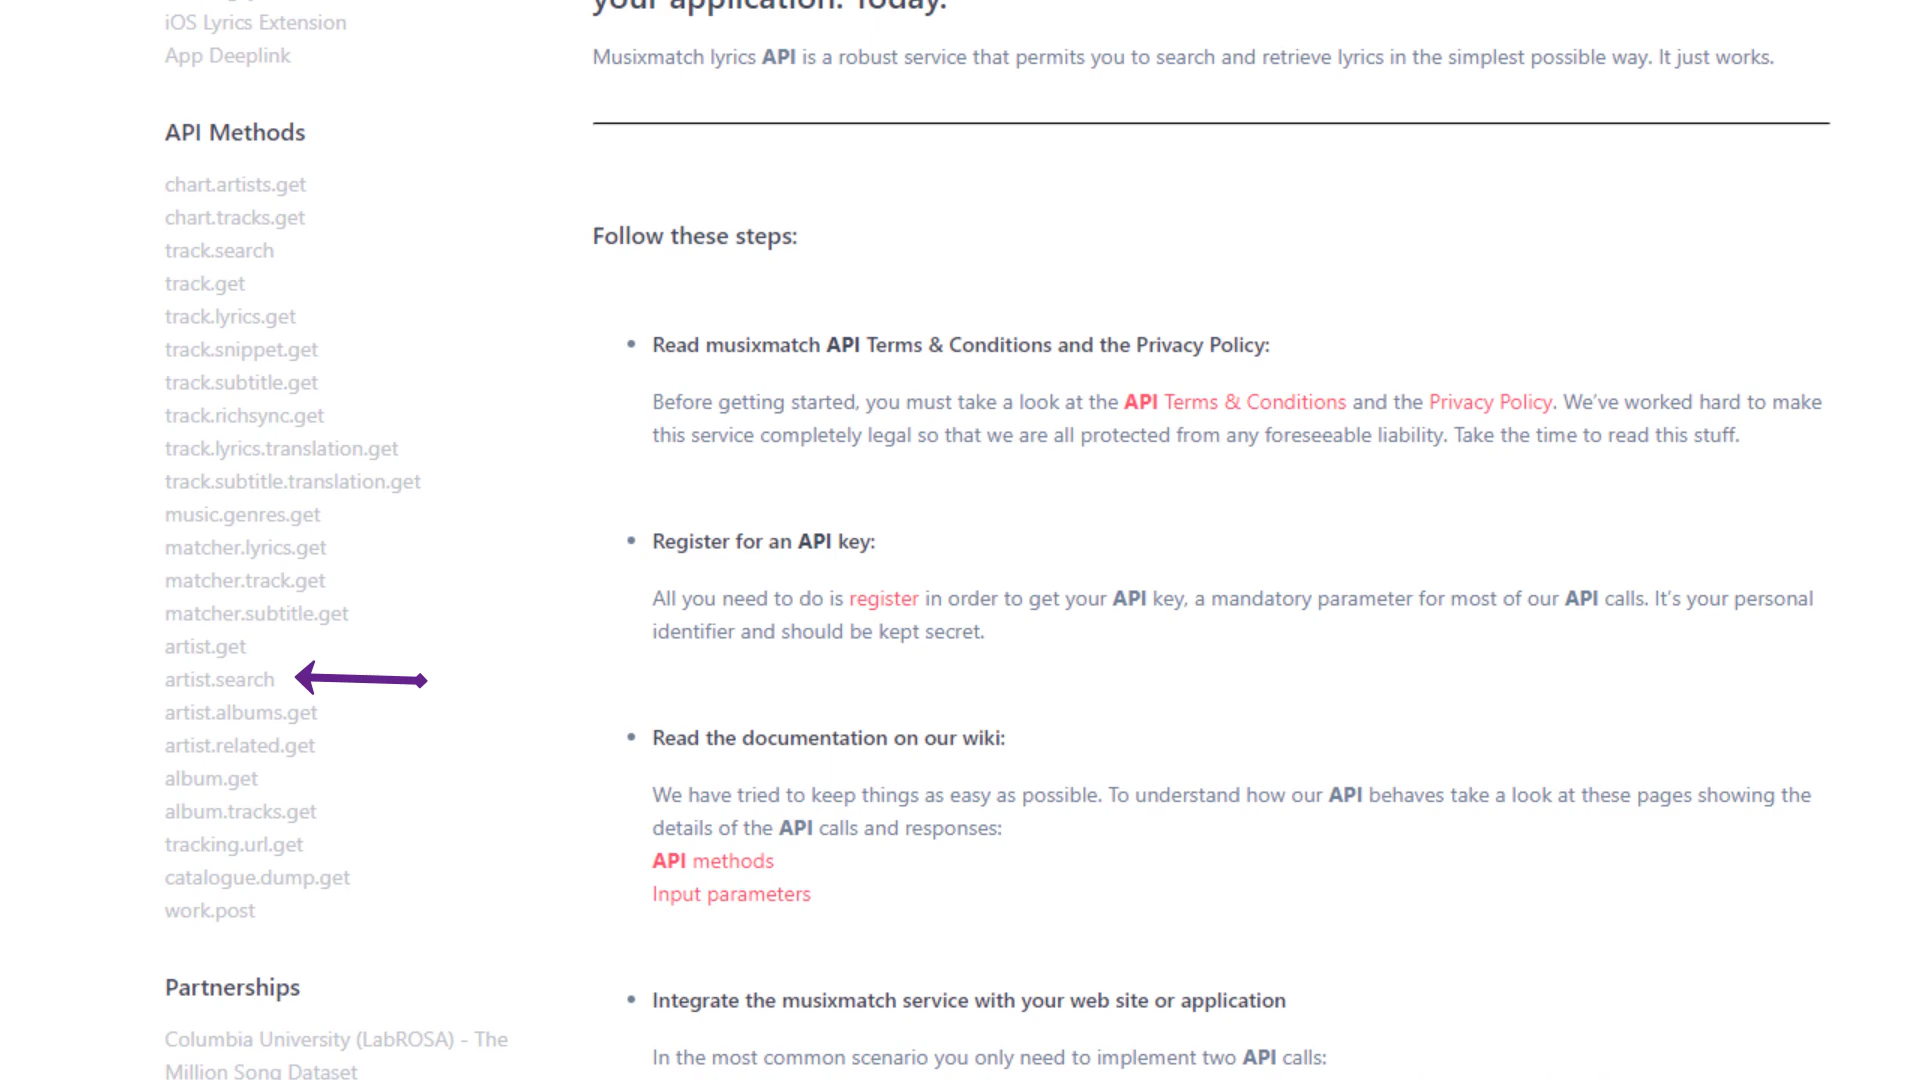 iOS Lyrics Extension
App Deeplink
API Methods
chart.artists.get
chart.tracks.get
track.search
track.get
track.lyrics.get
track.snippet.get
track.subtitle.get
track.richsync.get
track.lyrics.translation.get
track.subtitle.translation.get
music.genres.get
matcher.lyrics.get
matcher.track.get
matcher.subtitle.get
artist.get
artist.search
artist.albums.get
artist.related.get
album.get
album.tracks.get
tracking.url.get
catalogue.dump.get
work.post
Partnerships
Columbia University (LabROSA) - The
Million Song Dataset
your application. Today.
Musixmatch lyrics API is a robust service that permits you to search and retrieve lyrics in the simplest possible way. It just works.
Follow these steps:
• Read musixmatch API Terms & Conditions and the Privacy Policy:
Before getting started, you must take a look at the API Terms & Conditions and the Privacy Policy. We've worked hard to make
this service completely legal so that we are all protected from any foreseeable liability. Take the time to read this stuff.
• Register for an API key:
All you need to do is register in order to get your API key, a mandatory parameter for most of our API calls. It's your personal
identifier and should be kept secret.
• Read the documentation on our wiki:
We have tried to keep things as easy as possible. To understand how our API behaves take a look at these pages showing the
details of the API calls and responses:
API methods
Input parameters
• Integrate the musixmatch service with your web site or application
In the most common scenario you only need to implement two API calls: